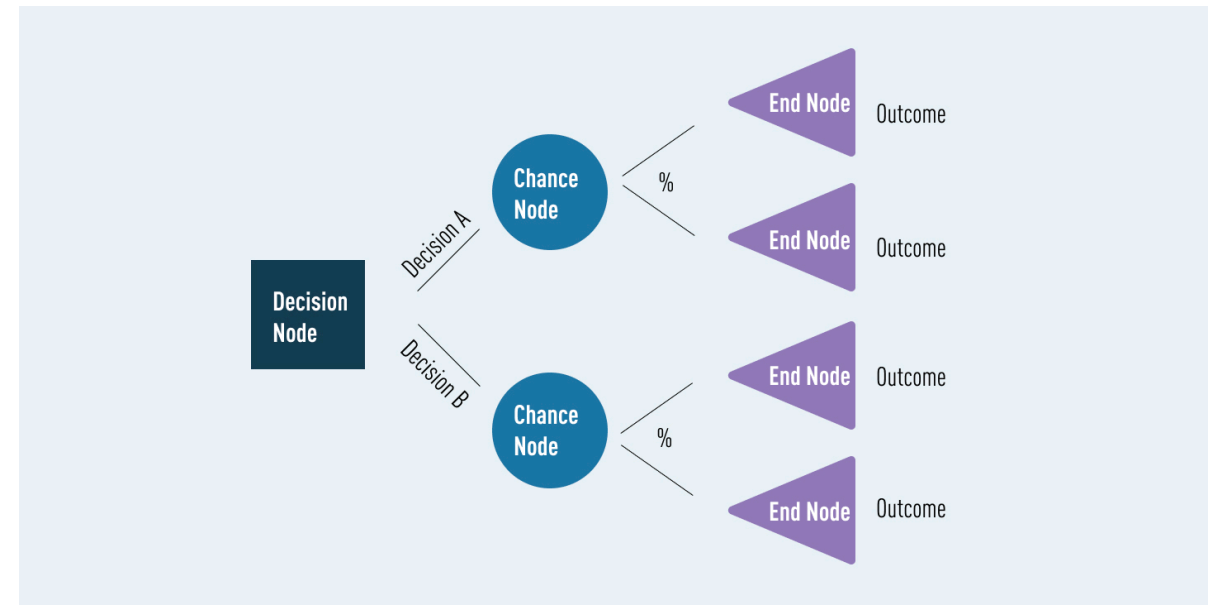 Decision
Node
Decision A
Decision B
Chance
Node
%
Chance
Node
%
End Node
Outcome
End Node
Outcome
End Node
Outcome
End Node
Outcome